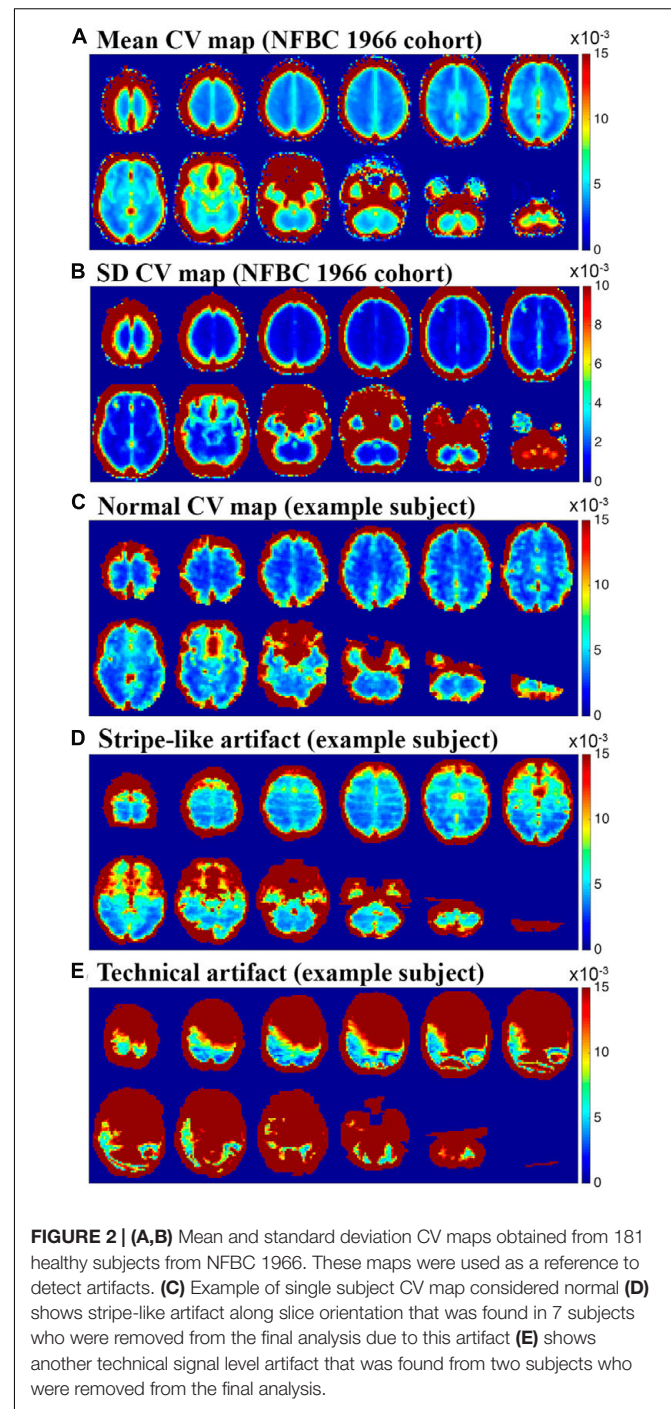 A Mean CV map (NFBC 1966 cohort)
x10-3
15
10
5
0
B SD CV map (NFBC 1966 cohort)
x10-3
10
8
6
4
2
0
C Normal CV map (example subject)
x10-3
15
10
5
0
D Stripe-like artifact (example subject)
x10-3
15
10
5
0
E Technical artifact (example subject)
x10-3
15
10
5
0
FIGURE 2 | (A,B) Mean and standard deviation CV maps obtained from 181
healthy subjects from NFBC 1966. These maps were used as a reference to
detect artifacts. (C) Example of single subject CV map considered normal (D)
shows stripe-like artifact along slice orientation that was found in 7 subjects
who were removed from the final analysis due to this artifact (E) shows
another technical signal level artifact that was found from two subjects who
were removed from the final analysis.